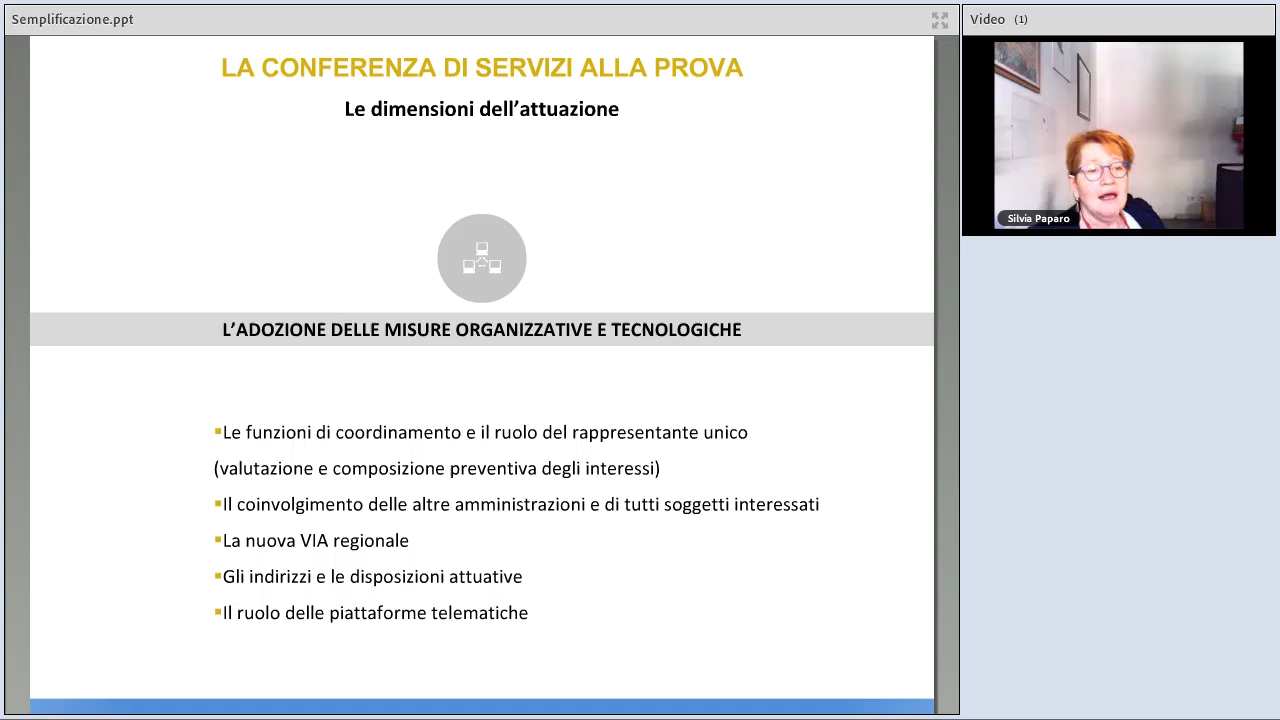 Semplificazione.ppt
Video (1)
LA CONFERENZA DI SERVIZI ALLA PROVA
Le dimensioni dell’attuazione
Silvia Paparo
L’ADOZIONE DELLE MISURE ORGANIZZATIVE E TECNOLOGICHE
▪Le funzioni di coordinamento e il ruolo del rappresentante unico
(valutazione e composizione preventiva degli interessi)
▪Il coinvolgimento delle altre amministrazioni e di tutti soggetti interessati
▪La nuova VIA regionale
▪Gli indirizzi e le disposizioni attuative
▪Il ruolo delle piattaforme telematiche